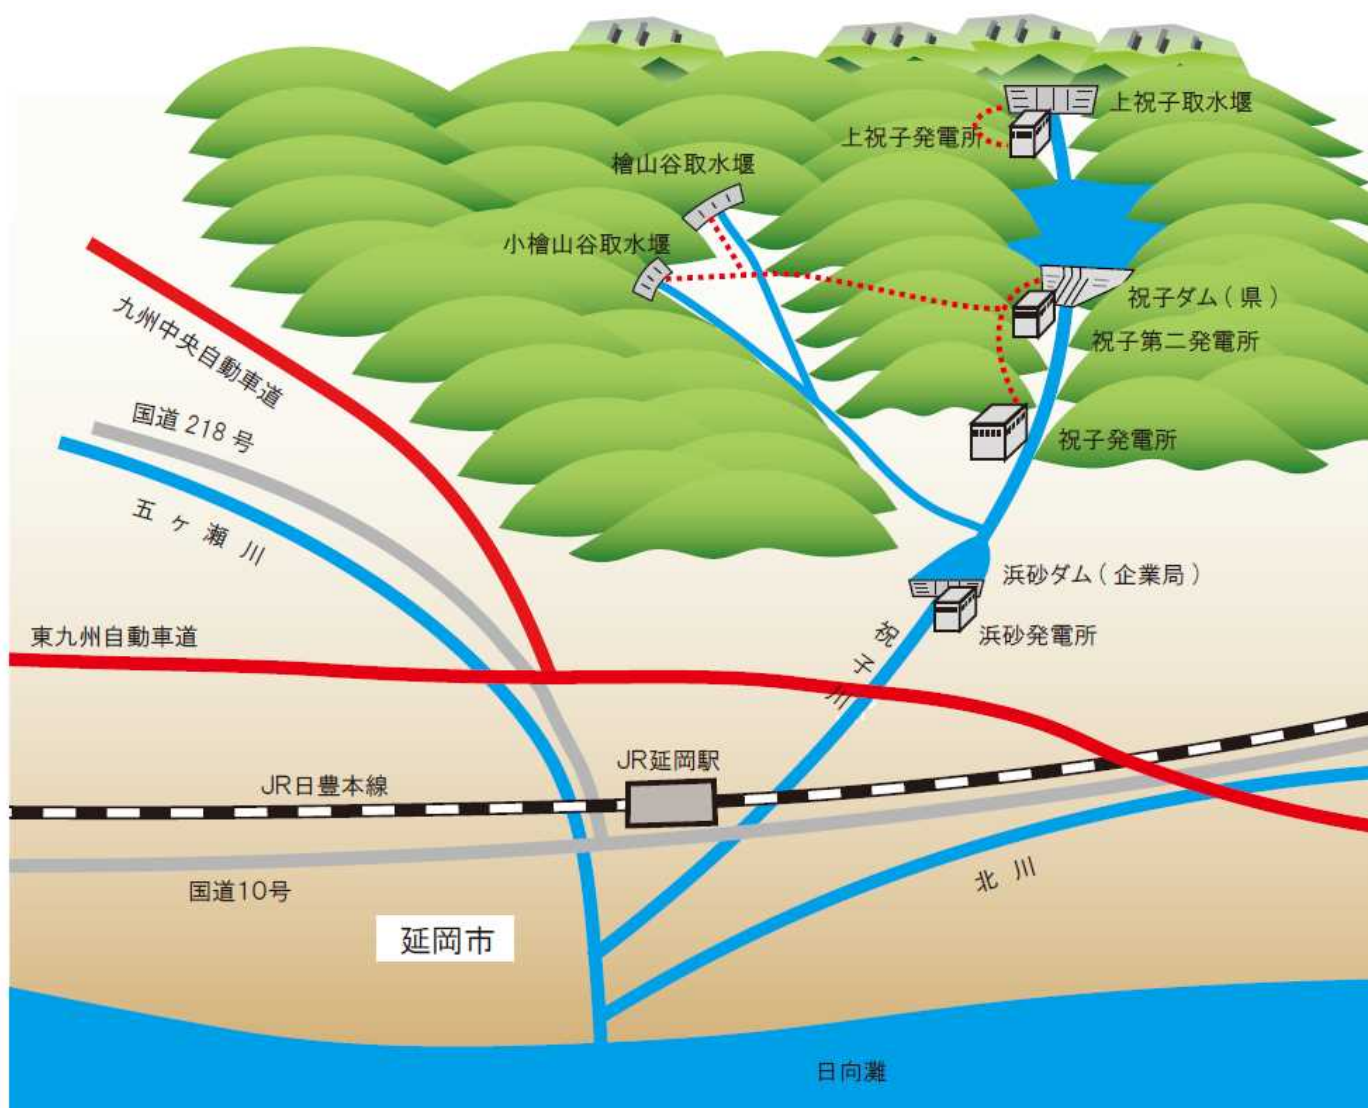 上祝子取水堰
上祝子発電所
檜山谷取水堰
小檜山谷取水堰
祝子ダム(県)
九州中央自動車道
祝子第二発電所
国道218号
祝子発電所
五ヶ瀬川
浜砂ダム(企業局)
浜砂発電所
東九州自動車道
祝子川
JR延岡駅
JR日豊本線
北川
国道10号
延岡市
日向灘